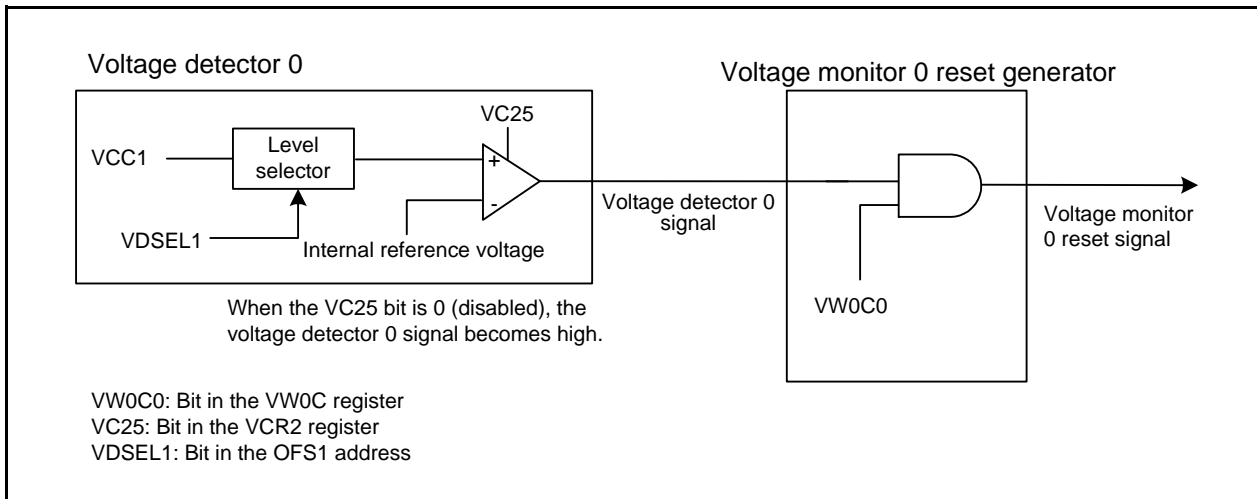 Voltage detector 0
Voltage monitor 0 reset generator
VC25
VCC1
Level
selector
+
-
VDSEL1
Internal reference voltage
Voltage detector 0
signal
Voltage monitor
0 reset signal
VW0C0
When the VC25 bit is 0 (disabled), the
voltage detector 0 signal becomes high.
VW0C0: Bit in the VW0C register
VC25: Bit in the VCR2 register
VDSEL1: Bit in the OFS1 address